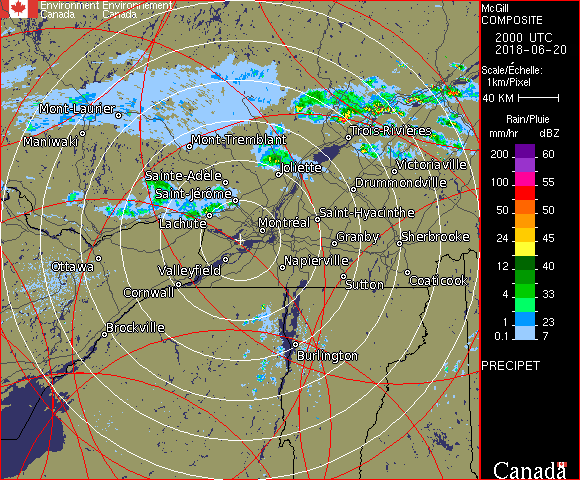 Environment Environnement
Canada Canada
McGill
COMPOSITE
2000 UTC
2018-06-20
Scale/Échelle:
1km/Pixel
40 KM
Rain/Pluie
mm/hr dBZ
200 60
100 55
50 50
24 45
12 40
8 37
4 33
1 23
0.1 7
PRECIPET
Canada
Mont-Laurier
Maniwaki
Mont-Tremblant
Trois-Rivières
Joliette
Victoriaville
Sainte-Adèle
Drummondville
Saint-Jérôme
Saint-Hyacinthe
Lachute
Montréal
Granby
Sherbrooke
Ottawa
Valleyfield
Napierville
Sutton
Coaticook
Cornwall
Brockville
Burlington